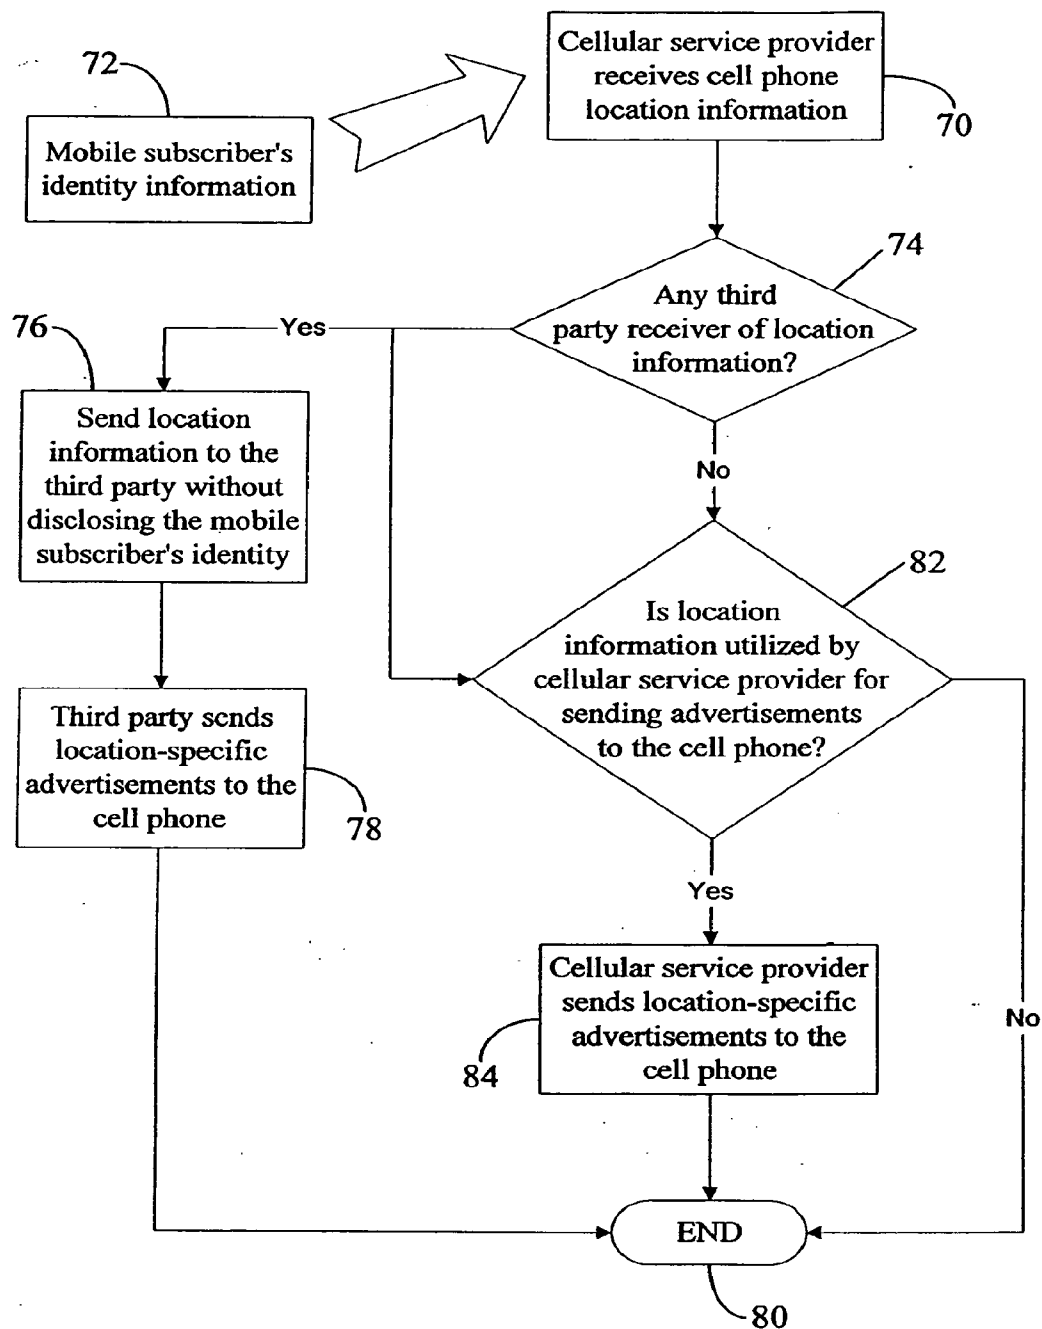 Cellular service provider
receives cell phone
location information
70
72
Mobile subscriber's
identity information
74
Any third
party receiver of location
information?
Yes
76
Send location
information to the
third party without
disclosing the mobile
subscriber's identity
No
82
Is location
information utilized by
cellular service provider for
sending advertisements
to the cell phone?
Third party sends
location-specific
advertisements to the
cell phone
78
Yes
Cellular service provider
sends location-specific
advertisements to the
cell phone
84
No
END
80